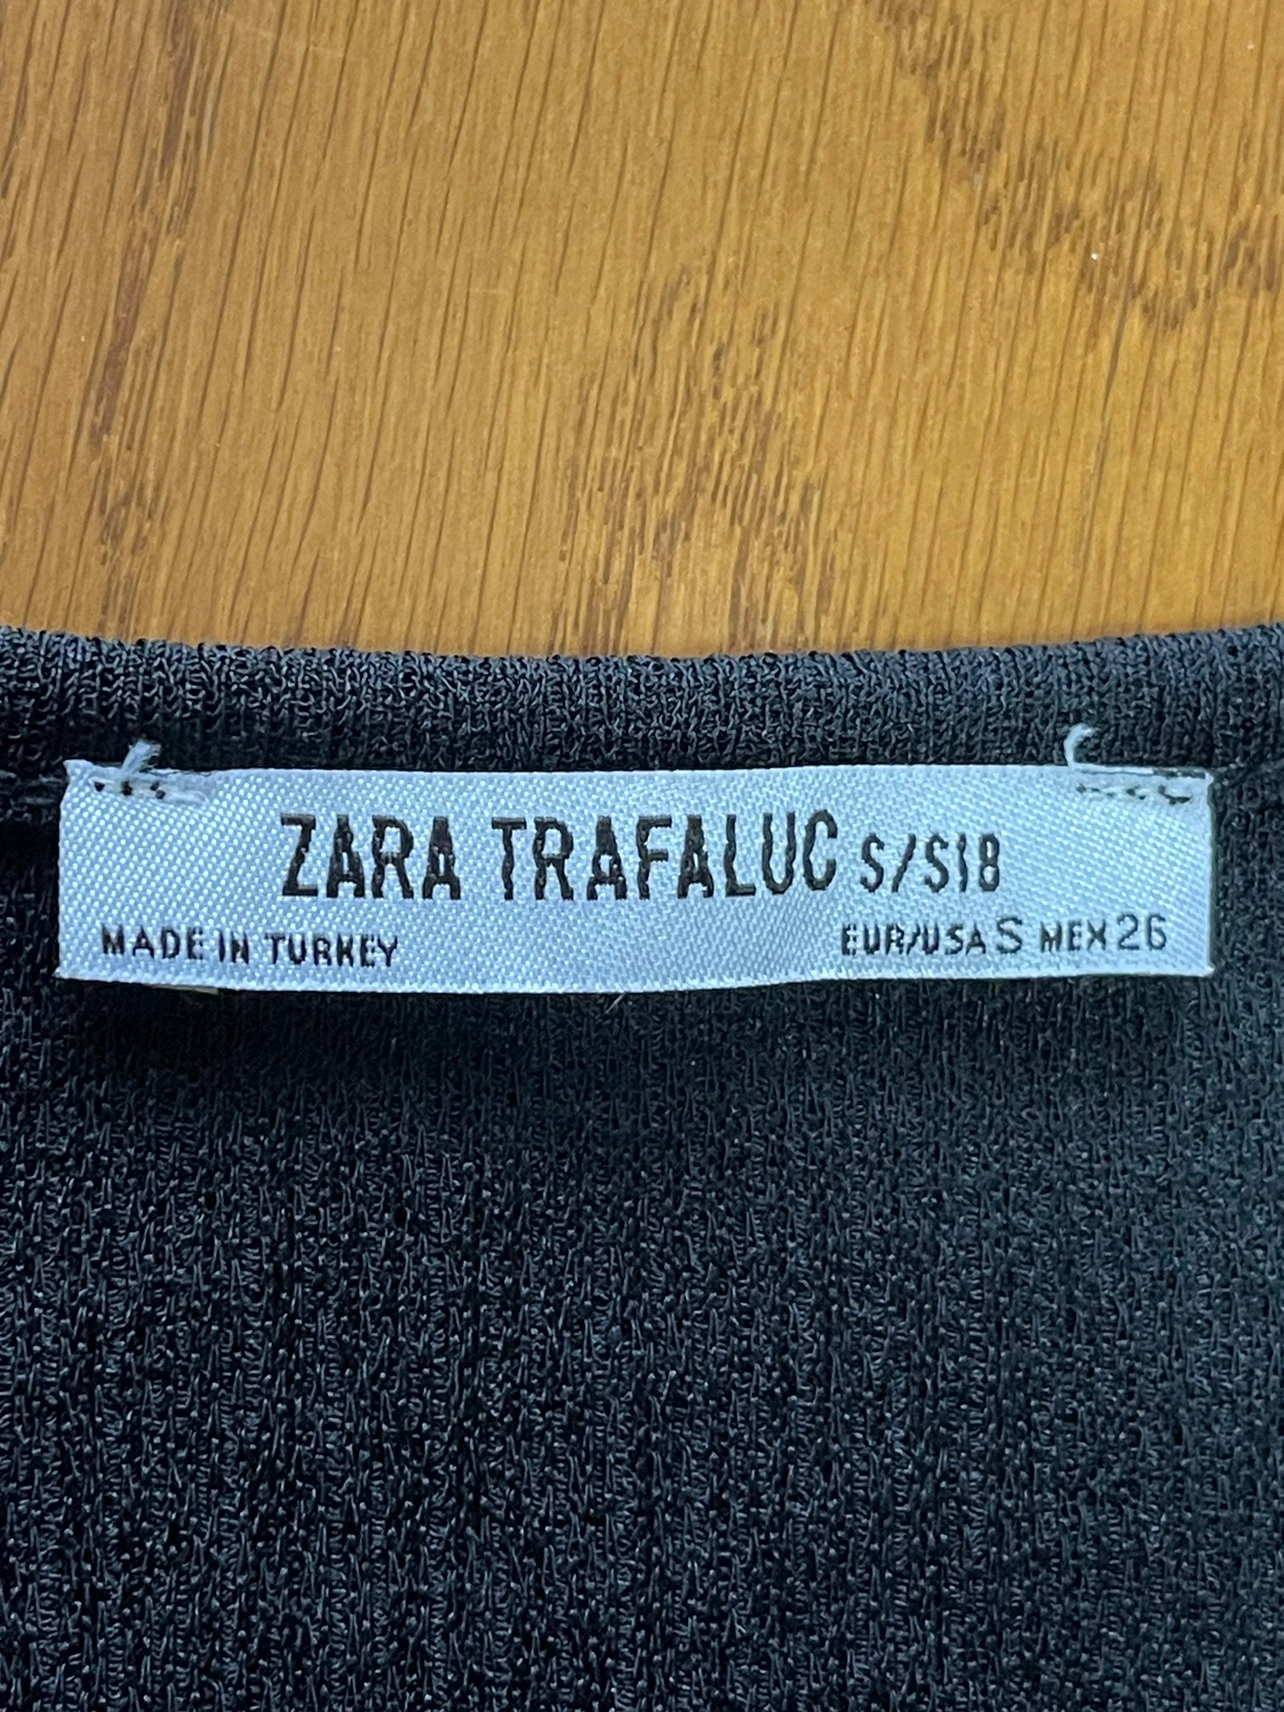 ZARA TRAFALUC S/S18
MADE IN TURKEY EUR/USA S MEX 26